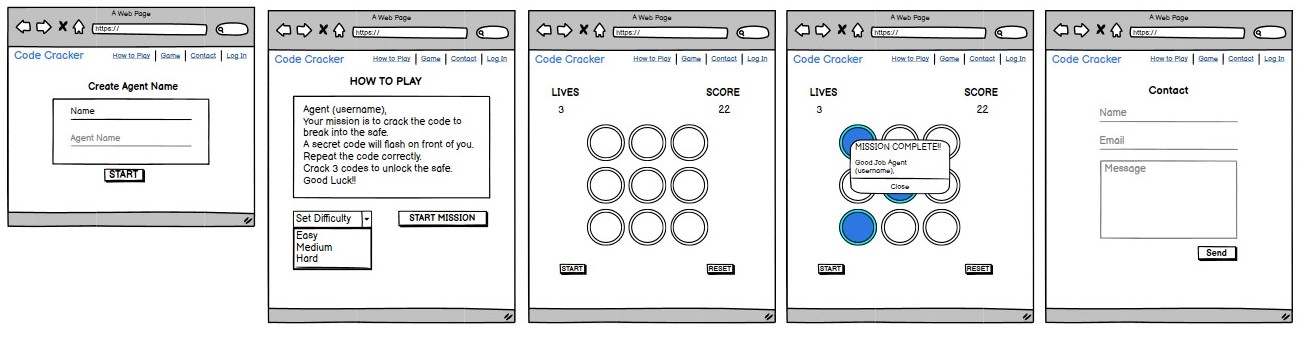 A Web Page
https://
Code Cracker
How to Play
Game
Contact
Log In
Create Agent Name
Name
Agent Name
START
A Web Page
https://
Code Cracker
How to Play
Game
Contact
Log In
HOW TO PLAY
Agent (username),
Your mission is to crack the code to
break into the safe.
A secret code will flash on front of you.
Repeat the code correctly.
Crack 3 codes to unlock the safe.
Good Luck!!
Set Difficulty
START MISSION
Easy
Medium
Hard
A Web Page
https://
Code Cracker
How to Play
Game
Contact
Log In
LIVES
SCORE
3
22
START
RESET
A Web Page
https://
Code Cracker
How to Play
Game
Contact
Log In
LIVES
SCORE
3
22
MISSION COMPLETE!!
Good Job Agent
(username),
Close
START
RESET
A Web Page
https://
Code Cracker
How to Play
Game
Contact
Log In
Contact
Name
Email
Message
Send